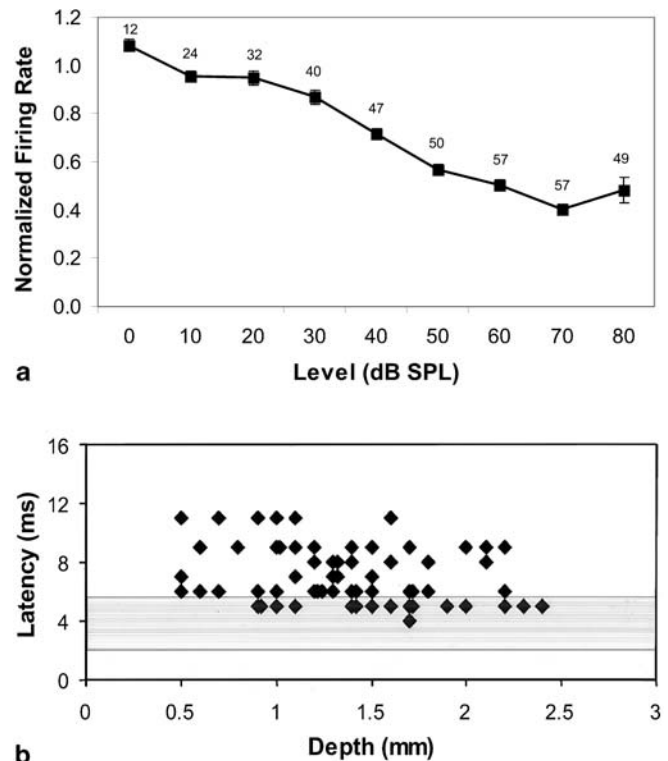 1.2
1.0
0.8
0.6
0.4
0.2
0.0
Normalized Firing Rate
12
24
32
40
47
50
57
57
49
0 10 20 30 40 50 60 70 80
Level (dB SPL)
a
16
12
8
4
0
Latency (ms)
0 0.5 1 1.5 2 2.5 3
Depth (mm)
b